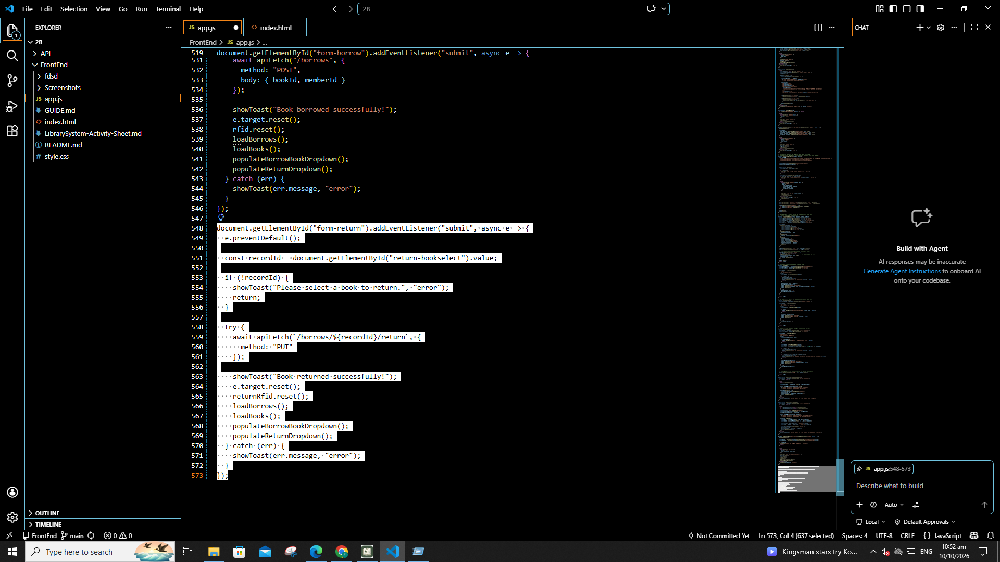 File Edit Selection View Go Run Terminal Help
2B
EXPLORER
2B
API
FrontEnd
fdsd
Screenshots
JS app.js
GUIDE.md
<> index.html
LibrarySystem-Activity-Sheet.md
README.md
# style.css
OUTLINE
TIMELINE
JS app.js
<> index.html
FrontEnd > JS app.js > ...
519 document.getElementById("form-borrow").addEventListener("submit", async e => {
531 await apiFetch("/borrows", {
532 method: "POST",
533 body: { bookId, memberId }
534 });
535
536 showToast("Book borrowed successfully!");
537 e.target.reset();
538 rfid.reset();
539 loadBorrows();
540 loadBooks();
541 populateBorrowBookDropdown();
542 populateReturnDropdown();
543 } catch (err) {
544 showToast(err.message, "error");
545 }
546 });
547
548 document.getElementById("form-return").addEventListener("submit", async e => {
549 e.preventDefault();
550
551 const recordId = document.getElementById("return-bookselect").value;
552
553 if (!recordId) {
554 showToast("Please select a book to return.", "error");
555 return;
556 }
557
558 try {
559 await apiFetch(`/borrows/${recordId}/return`, {
560 method: "PUT"
561 });
562
563 showToast("Book returned successfully!");
564 e.target.reset();
565 returnRfid.reset();
566 loadBorrows();
567 loadBooks();
568 populateBorrowBookDropdown();
569 populateReturnDropdown();
570 } catch (err) {
571 showToast(err.message, "error");
572 }
573 });
CHAT
Build with Agent
AI responses may be inaccurate
Generate Agent Instructions to onboard AI
onto your codebase.
JS app.js:548-573
Describe what to build
Auto
Local Default Approvals
FrontEnd main 0 0
Not Committed Yet Ln 573, Col 4 (637 selected) Spaces: 4 UTF-8 CRLF { } JavaScript
Type here to search
Kingsman stars try Ko...
ENG
10:52 am
10/10/2026